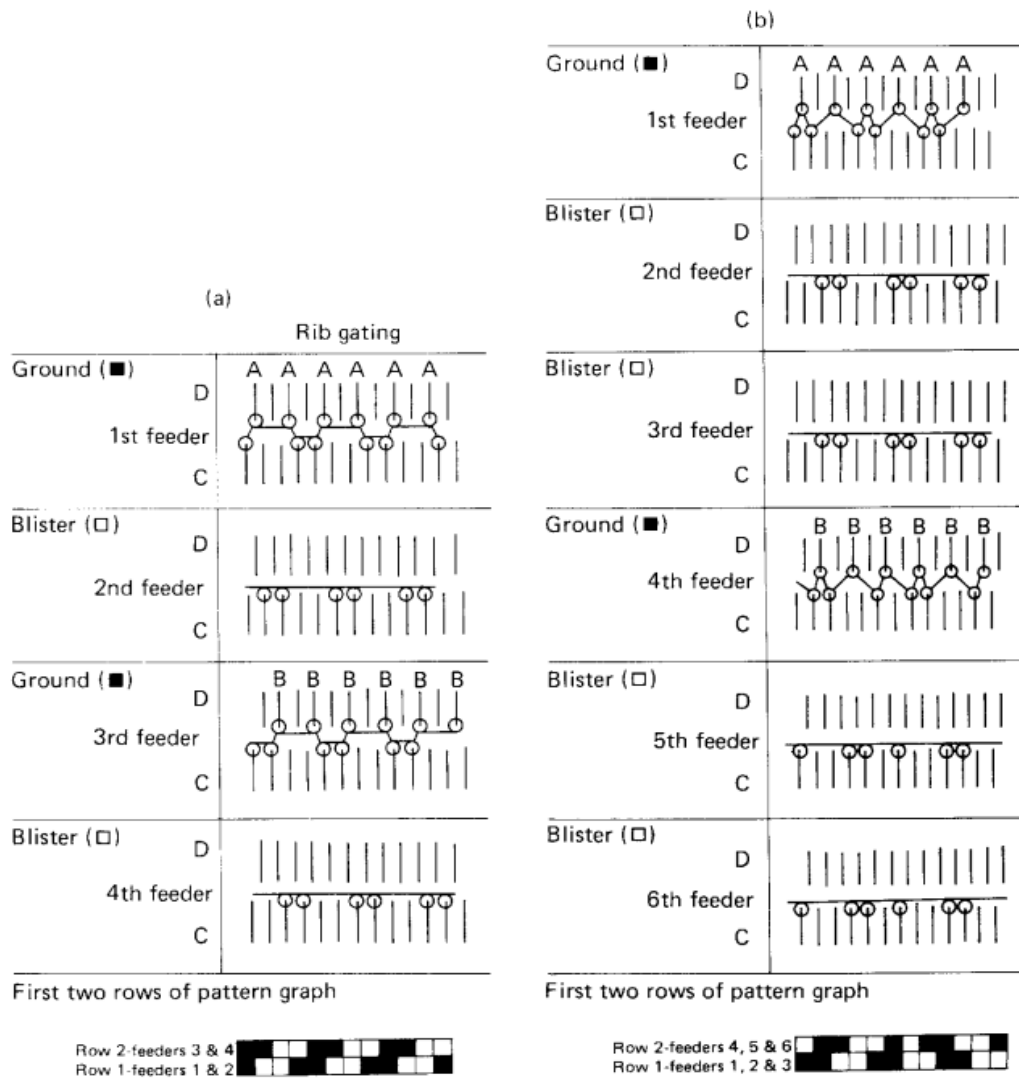 (a)
Rib gating
Ground (■)
A A A A A A
D
1st feeder
C
Blister (□)
D
2nd feeder
C
Ground (■)
B B B B B B
D
3rd feeder
C
Blister (□)
D
4th feeder
C
First two rows of pattern graph
Row 2-feeders 3 & 4
Row 1-feeders 1 & 2
(b)
Ground (■)
A A A A A A
D
1st feeder
C
Blister (□)
D
2nd feeder
C
Blister (□)
D
3rd feeder
C
Ground (■)
B B B B B B
D
4th feeder
C
Blister (□)
D
5th feeder
C
Blister (□)
D
6th feeder
C
First two rows of pattern graph
Row 2-feeders 4, 5 & 6
Row 1-feeders 1, 2 & 3